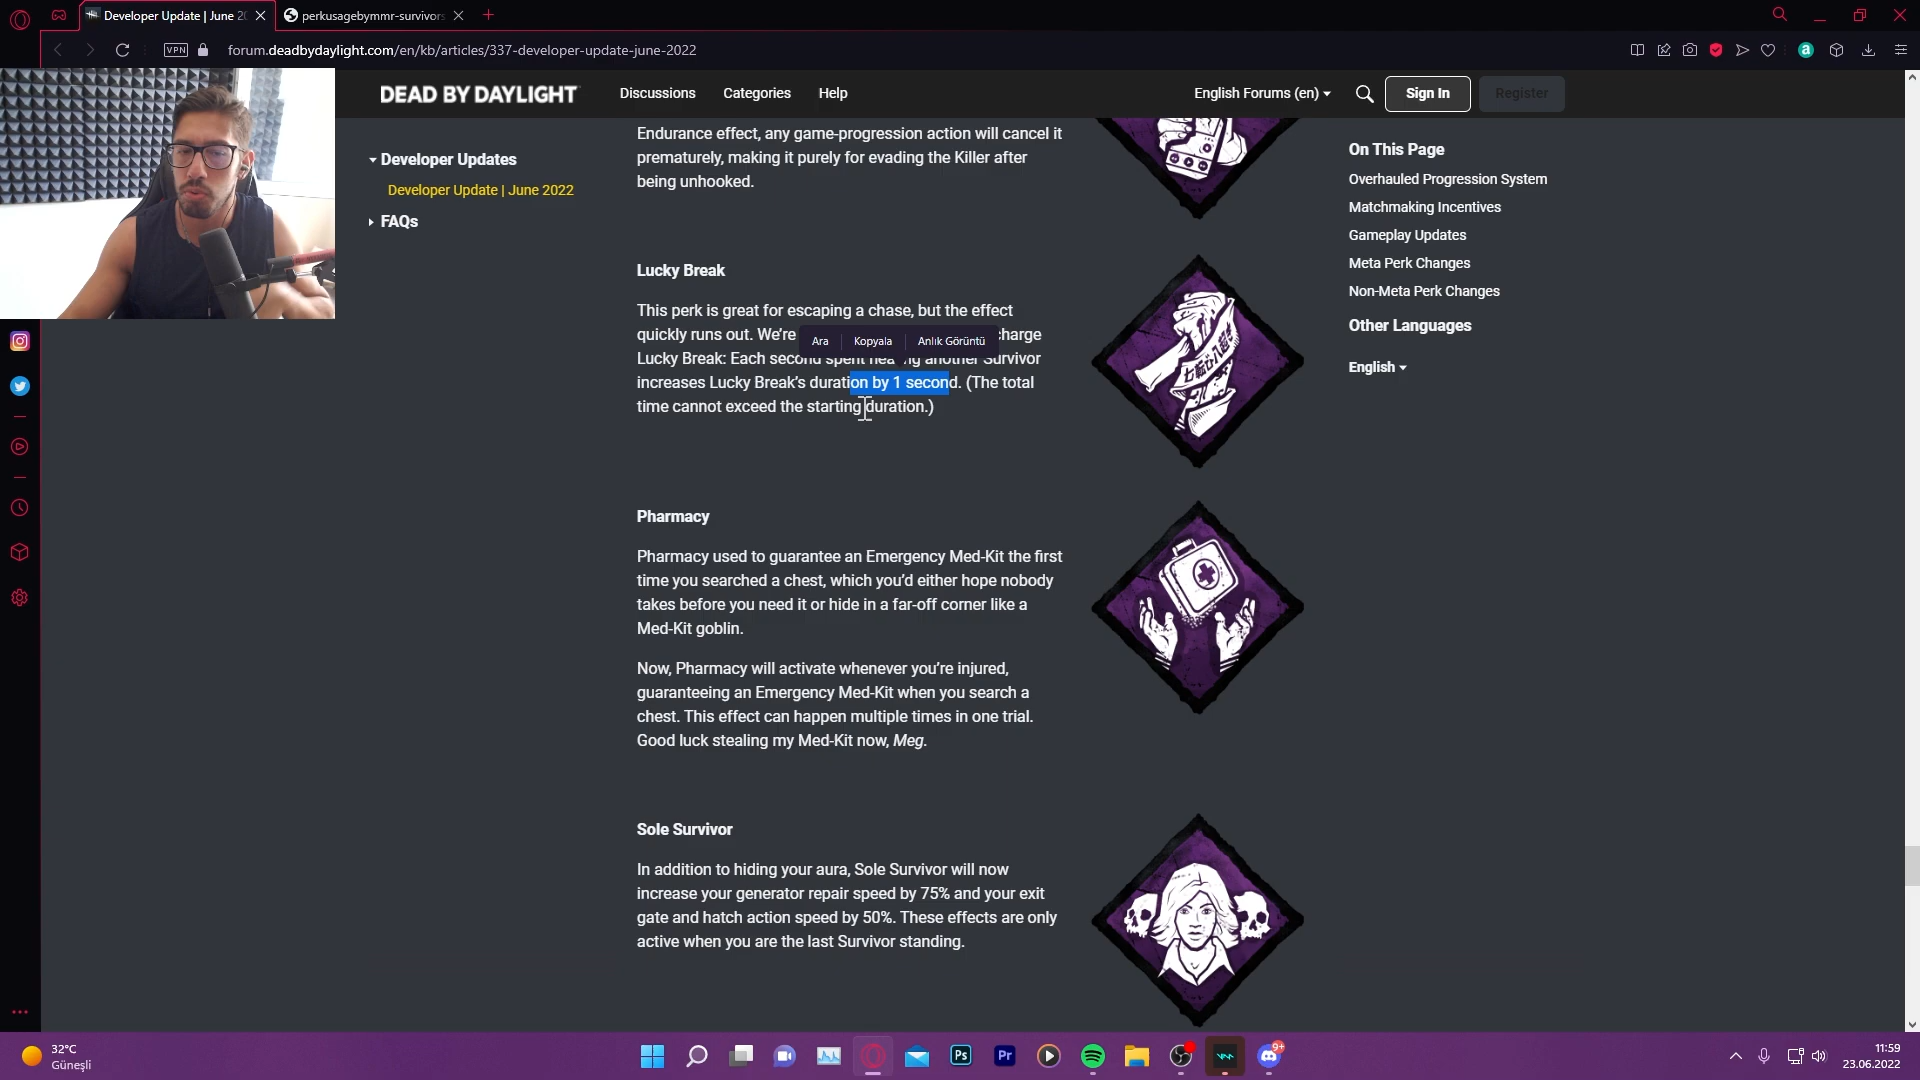 Developer Update | June 20
perkusagebymmr-survivors
VPN
forum.deadbydaylight.com/en/kb/articles/337-developer-update-june-2022
DEAD BY DAYLIGHT
Discussions
Categories
Help
English Forums (en)
Sign In
Register
Developer Updates
Developer Update | June 2022
FAQs
Endurance effect, any game-progression action will cancel it
prematurely, making it purely for evading the Killer after
being unhooked.
Lucky Break
This perk is great for escaping a chase, but the effect
quickly runs out. We're charge
Ara Kopyala Anlık Görüntü
Lucky Break: Each second spent healing another Survivor
increases Lucky Break's duration by 1 second. (The total
time cannot exceed the starting duration.)
Pharmacy
Pharmacy used to guarantee an Emergency Med-Kit the first
time you searched a chest, which you'd either hope nobody
takes before you need it or hide in a far-off corner like a
Med-Kit goblin.
Now, Pharmacy will activate whenever you're injured,
guaranteeing an Emergency Med-Kit when you search a
chest. This effect can happen multiple times in one trial.
Good luck stealing my Med-Kit now, Meg.
Sole Survivor
In addition to hiding your aura, Sole Survivor will now
increase your generator repair speed by 75% and your exit
gate and hatch action speed by 50%. These effects are only
active when you are the last Survivor standing.
On This Page
Overhauled Progression System
Matchmaking Incentives
Gameplay Updates
Meta Perk Changes
Non-Meta Perk Changes
Other Languages
English
32°C
Güneşli
Ps
Pr
9+
11:59
23.06.2022